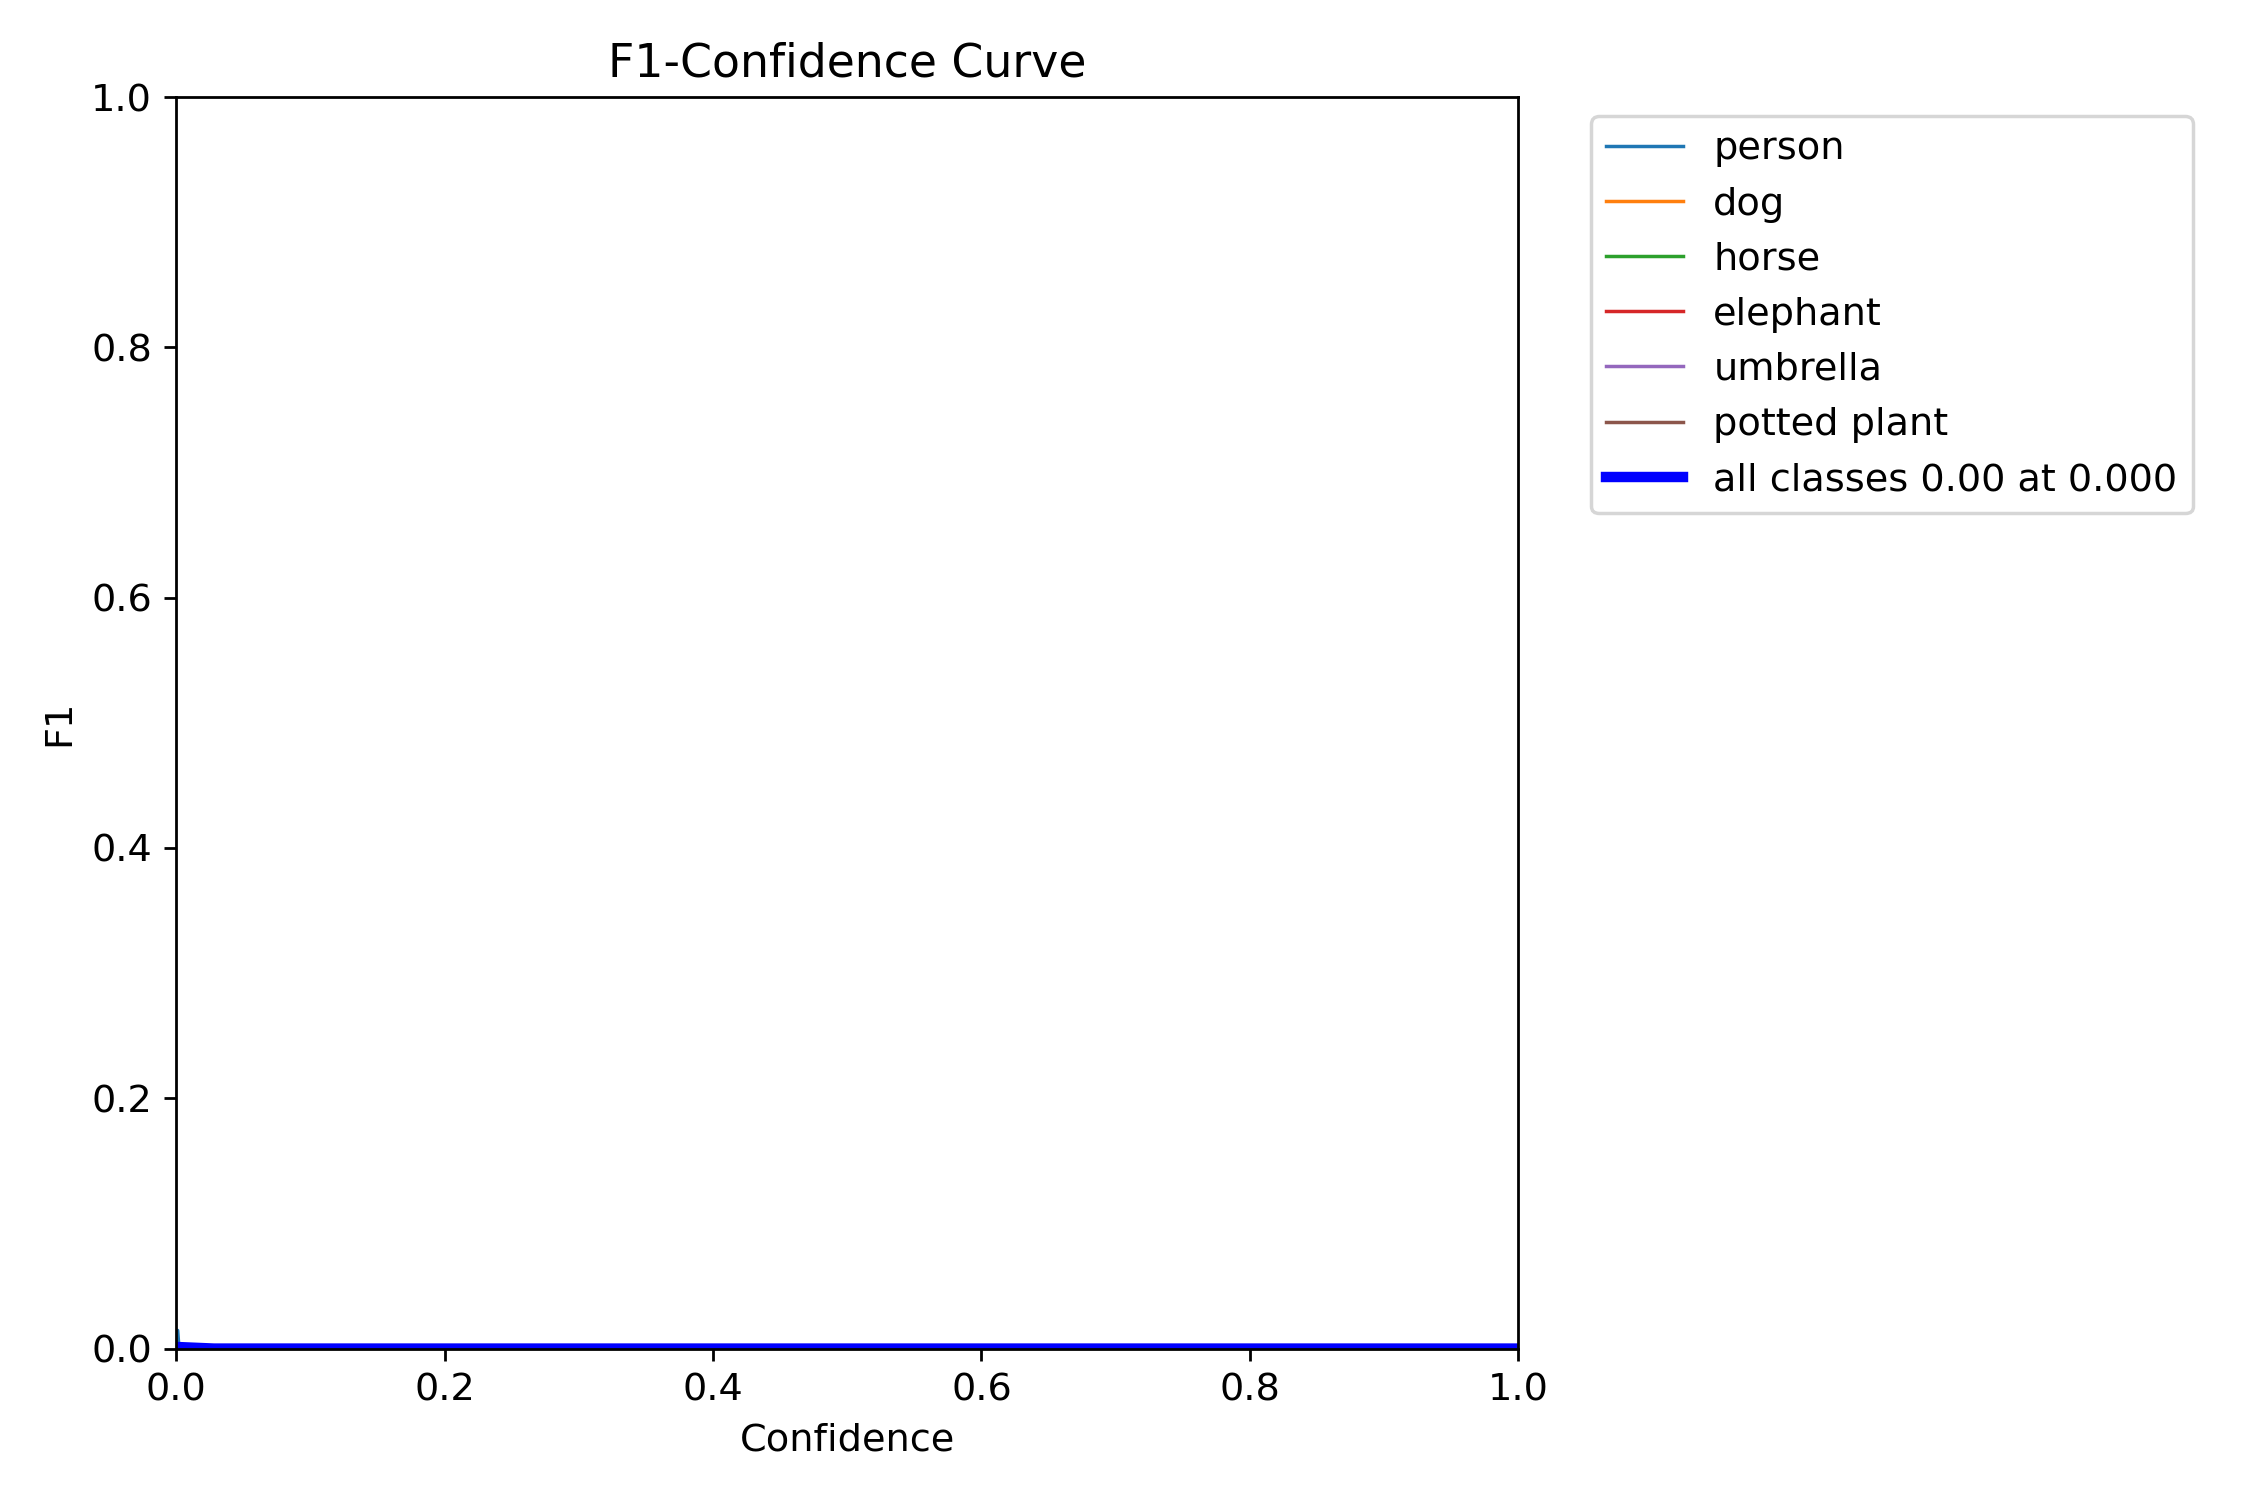 F1-Confidence Curve
1.0
0.8
0.6
0.4
0.2
0.0
F1
0.0 0.2 0.4 0.6 0.8 1.0
Confidence
person
dog
horse
elephant
umbrella
potted plant
all classes 0.00 at 0.000